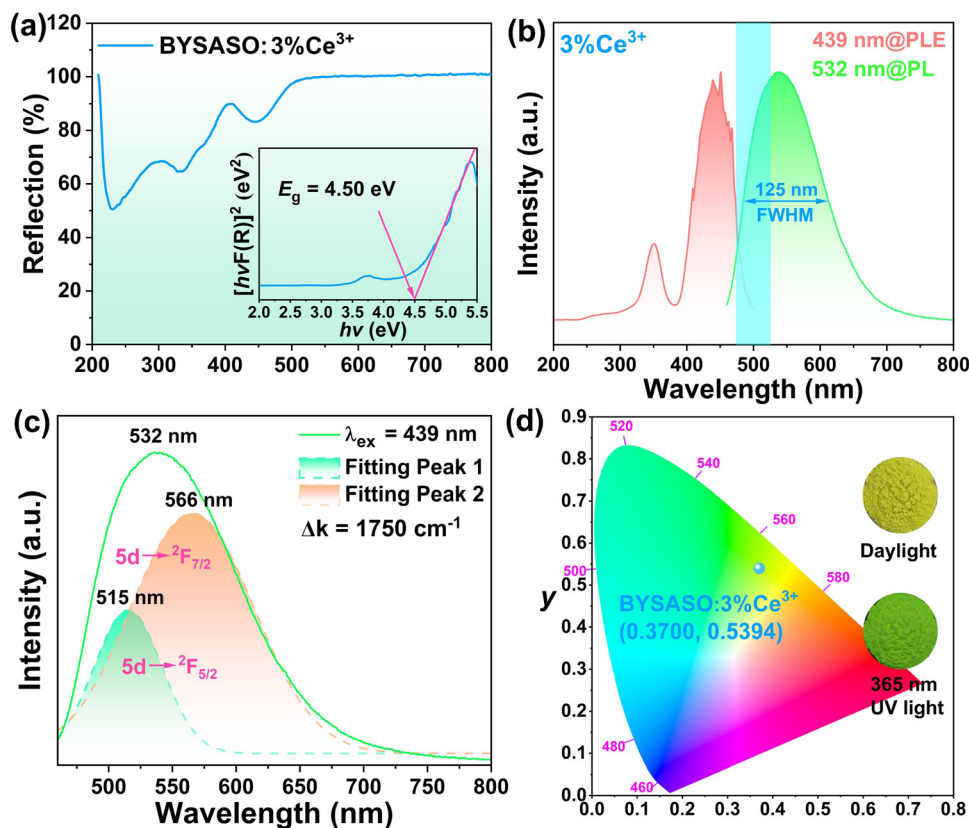 (a)
BYSASO: 3%Ce³⁺
Reflection (%)
120
100
80
60
40
20
0
200 300 400 500 600 700 800
Wavelength (nm)
E_g = 4.50 eV
[hvF(R)]² (eV²)
2.0 2.5 3.0 3.5 4.0 4.5 5.0 5.5
hv (eV)
(b)
3%Ce³⁺
439 nm@PLE
532 nm@PL
125 nm
FWHM
Intensity (a.u.)
200 300 400 500 600 700 800
Wavelength (nm)
(c)
532 nm
λ_ex = 439 nm
Fitting Peak 1
Fitting Peak 2
Δk = 1750 cm⁻¹
566 nm
5d → ²F₇/₂
515 nm
5d → ²F₅/₂
Intensity (a.u.)
500 550 600 650 700 750 800
Wavelength (nm)
(d)
y
0.9
0.8
0.7
0.6
0.5
0.4
0.3
0.2
0.1
0.0
520
540
560
580
500
480
460
BYSASO:3%Ce³⁺
(0.3700, 0.5394)
Daylight
365 nm
UV light
0.0 0.1 0.2 0.3 0.4 0.5 0.6 0.7 0.8